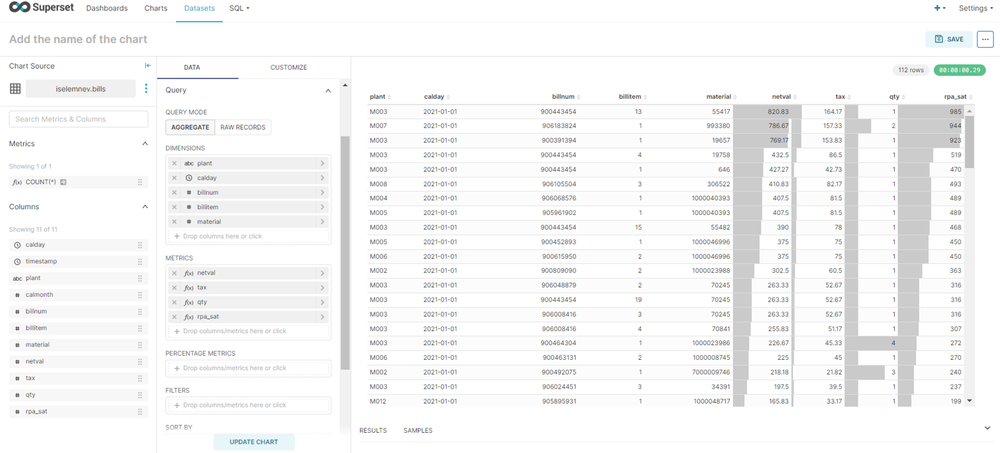 Superset Dashboards Charts Datasets SQL Settings
Add the name of the chart SAVE
Chart Source
iselemnev.bills
Search Metrics & Columns
Metrics
Showing 1 of 1
f(x) COUNT(*)
Columns
Showing 11 of 11
calday
timestamp
abc plant
# calmonth
# billnum
# billitem
# material
# netval
# tax
# qty
# rpa_sat
DATA CUSTOMIZE
Query
QUERY MODE
AGGREGATE RAW RECORDS
DIMENSIONS
abc plant
calday
# billnum
# billitem
# material
Drop columns here or click
METRICS
f(x) netval
f(x) tax
f(x) qty
f(x) rpa_sat
Drop columns/metrics here or click
PERCENTAGE METRICS
Drop columns/metrics here or click
FILTERS
Drop columns/metrics here or click
SORT BY
UPDATE CHART
112 rows 00:00:00.29
plant calday billnum billitem material netval tax qty rpa_sat
M003 2021-01-01 900443454 13 55417 820.83 164.17 1 985
M007 2021-01-01 906183824 1 993380 786.67 157.33 2 944
M003 2021-01-01 900391394 1 19657 769.17 153.83 1 923
M003 2021-01-01 900443454 4 19758 432.5 86.5 1 519
M003 2021-01-01 900443454 1 646 427.27 42.73 1 470
M008 2021-01-01 906105504 3 306522 410.83 82.17 1 493
M004 2021-01-01 906068576 1 1000040393 407.5 81.5 1 489
M005 2021-01-01 905961902 1 1000040393 407.5 81.5 1 489
M003 2021-01-01 900443454 15 55482 390 78 1 468
M005 2021-01-01 900452893 1 1000046996 375 75 1 450
M006 2021-01-01 900615950 2 1000046996 375 75 1 450
M002 2021-01-01 900809090 2 1000023988 302.5 60.5 1 363
M003 2021-01-01 906048879 2 70245 263.33 52.67 1 316
M003 2021-01-01 900443454 19 70245 263.33 52.67 1 316
M003 2021-01-01 906008416 3 70245 263.33 52.67 1 316
M003 2021-01-01 906008416 4 70841 255.83 51.17 1 307
M003 2021-01-01 900464304 1 1000023986 226.67 45.33 4 272
M006 2021-01-01 900463131 2 1000008745 225 45 1 270
M002 2021-01-01 900492075 1 7000009746 218.18 21.82 3 240
M003 2021-01-01 906024451 3 34391 197.5 39.5 1 237
M012 2021-01-01 905895931 1 1000048717 165.83 33.17 1 199
RESULTS SAMPLES